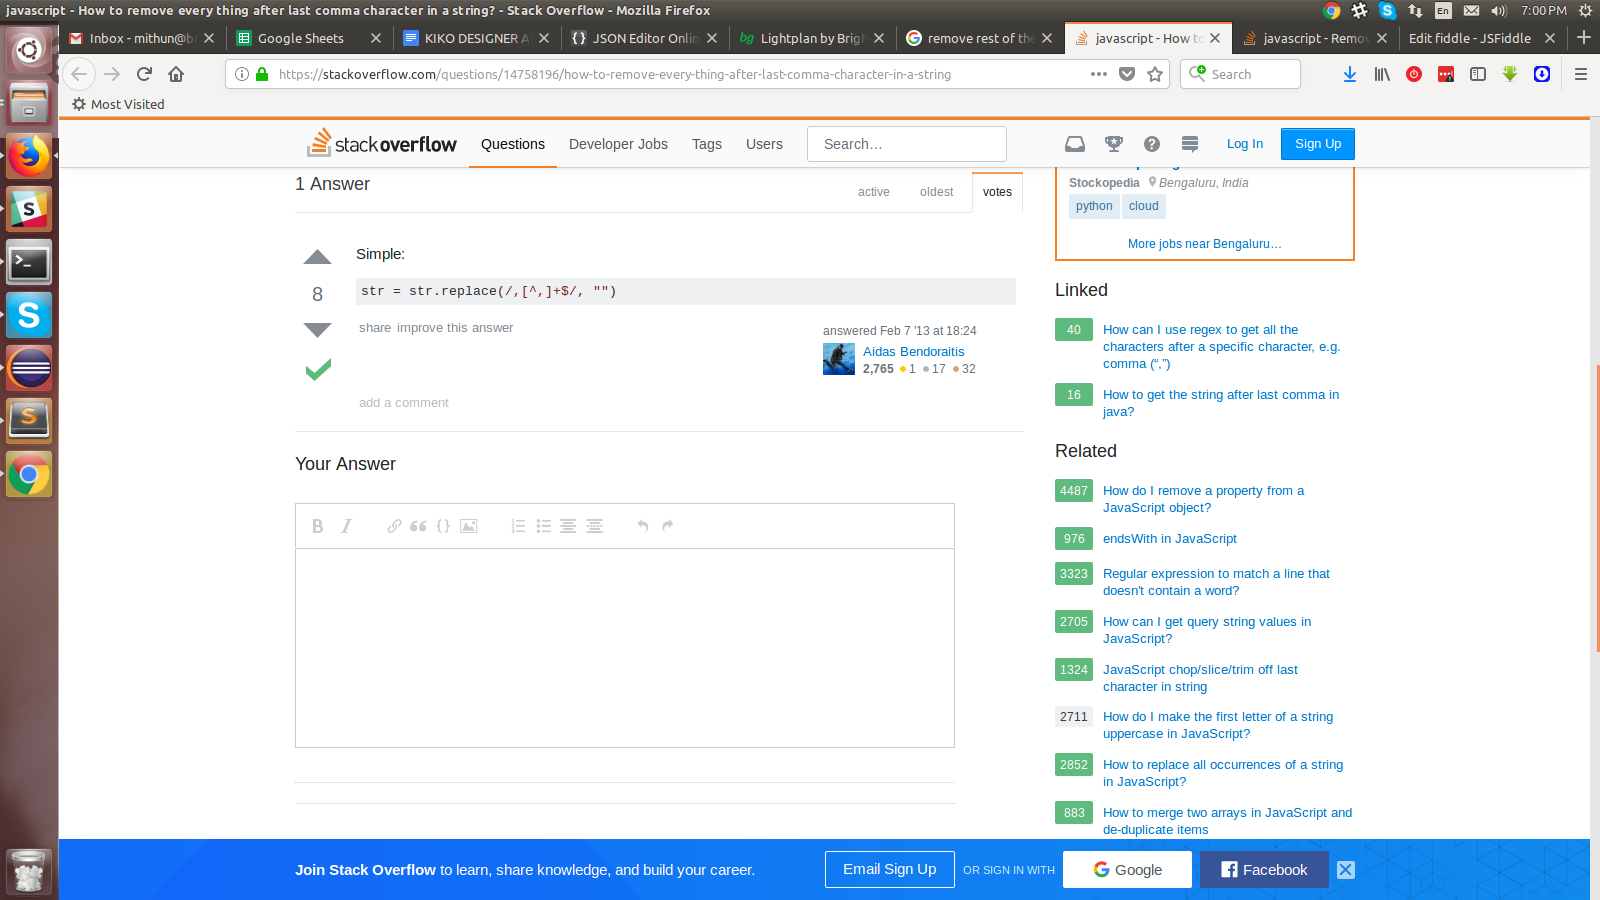 javascript - How to remove every thing after last comma character in a string? - Stack Overflow - Mozilla Firefox
En
7:00 PM
Inbox - mithun@b
Google Sheets
KIKO DESIGNER A
JSON Editor Onlin
bg Lightplan by Brigh
remove rest of the
javascript - How to
javascript - Remov
Edit fiddle - JSFiddle
https://stackoverflow.com/questions/14758196/how-to-remove-every-thing-after-last-comma-character-in-a-string
Search
Most Visited
stackoverflow
Questions
Developer Jobs
Tags
Users
Search…
Log In
Sign Up
1 Answer
active
oldest
votes
Simple:
8
str = str.replace(/,[^,]+$/, "")
share improve this answer
answered Feb 7 '13 at 18:24
Aidas Bendoraitis
2,765 1 17 32
add a comment
Your Answer
B I
Stockopedia Bengaluru, India
python cloud
More jobs near Bengaluru…
Linked
40 How can I use regex to get all the
characters after a specific character, e.g.
comma (“,”)
16 How to get the string after last comma in
java?
Related
4487 How do I remove a property from a
JavaScript object?
976 endsWith in JavaScript
3323 Regular expression to match a line that
doesn't contain a word?
2705 How can I get query string values in
JavaScript?
1324 JavaScript chop/slice/trim off last
character in string
2711 How do I make the first letter of a string
uppercase in JavaScript?
2852 How to replace all occurrences of a string
in JavaScript?
883 How to merge two arrays in JavaScript and
de-duplicate items
Join Stack Overflow to learn, share knowledge, and build your career.
Email Sign Up
OR SIGN IN WITH
Google
Facebook